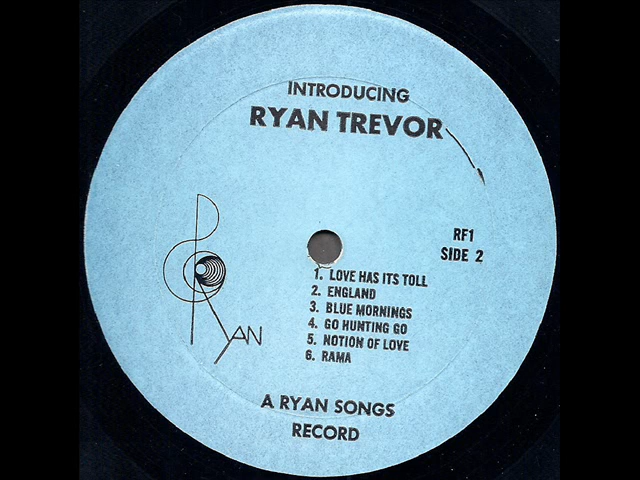 INTRODUCING
RYAN TREVOR
RF1
SIDE 2
1. LOVE HAS ITS TOLL
2. ENGLAND
3. BLUE MORNINGS
4. GO HUNTING GO
5. NOTION OF LOVE
6. RAMA
RYAN
A RYAN SONGS
RECORD